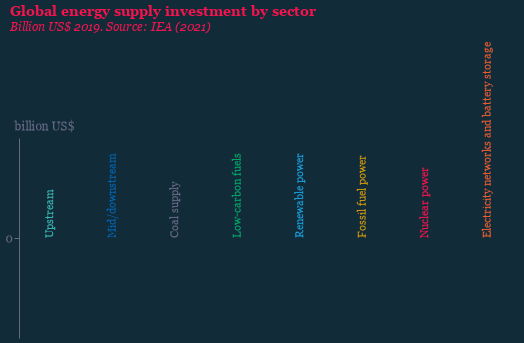 Global energy supply investment by sector
Billion US$ 2019. Source: IEA (2021)
billion US$
0
Upstream
Mid/downstream
Coal supply
Low-carbon fuels
Renewable power
Fossil fuel power
Nuclear power
Electricity networks and battery storage